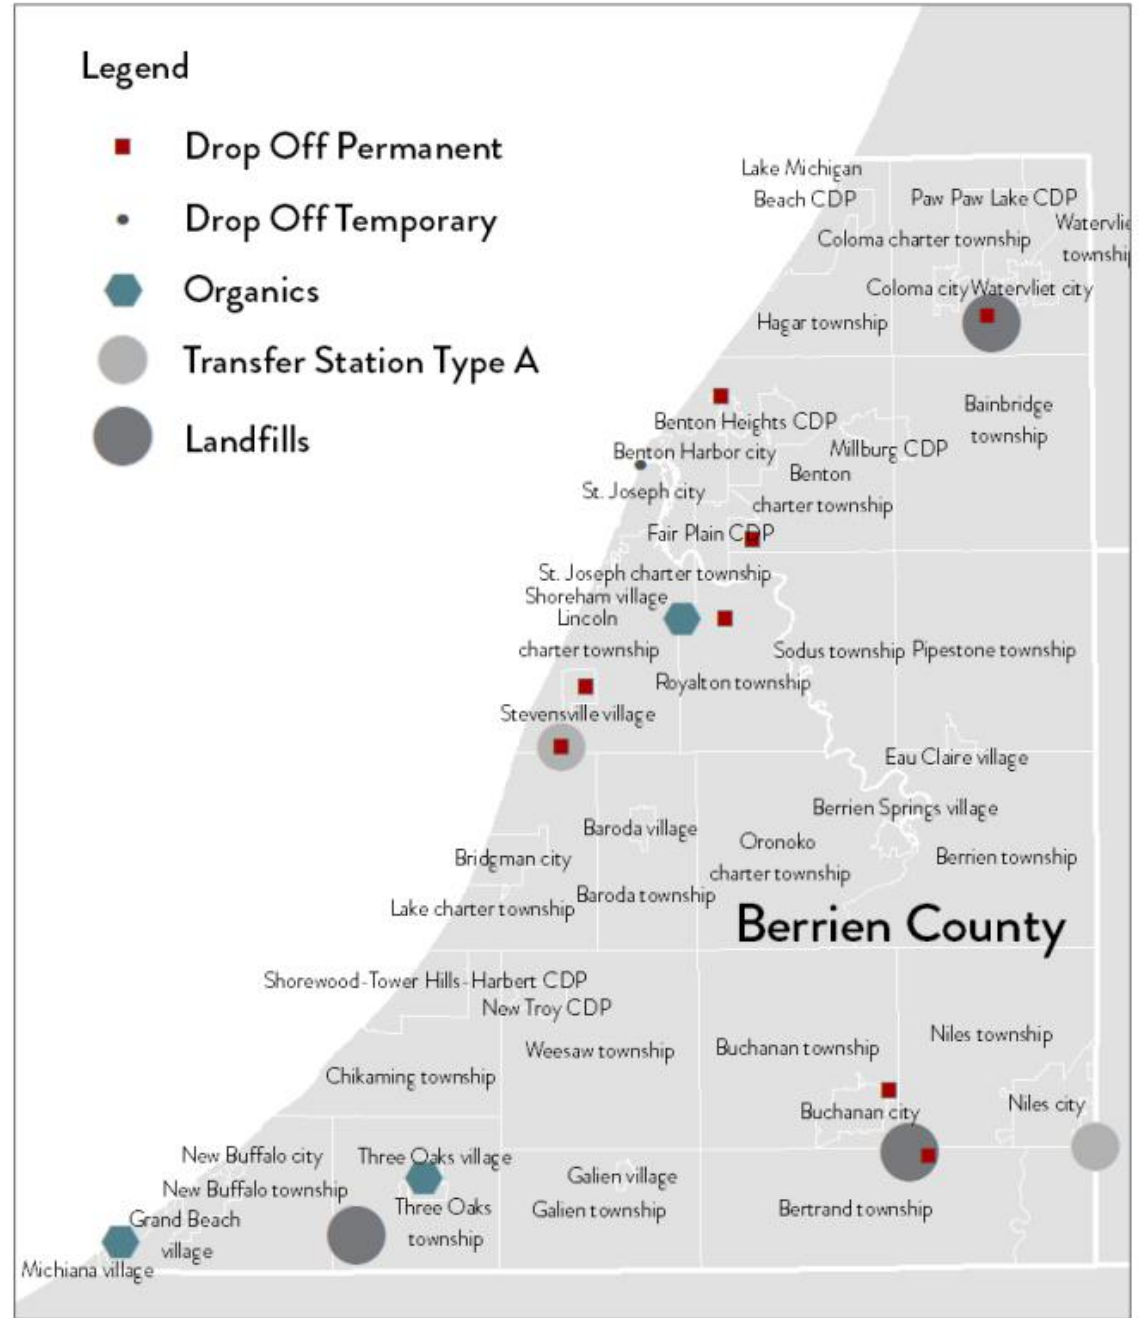 Legend
Drop Off Permanent
Drop Off Temporary
Organics
Transfer Station Type A
Landfills
Lake Michigan
Beach CDP
Paw Paw Lake CDP
Watervlie
township
Coloma charter township
Coloma city
Watervliet city
Hagar township
Bainbridge
township
Benton Heights CDP
Millburg CDP
Benton Harbor city
Benton
charter township
St. Joseph city
Fair Plain CDP
St. Joseph charter township
Shoreham village
Lincoln
charter township
Sodus township
Pipestone township
Royalton township
Stevensville village
Eau Claire village
Berrien Springs village
Baroda village
Oronoko
charter township
Berrien township
Bridgman city
Baroda township
Lake charter township
Berrien County
Shorewood-Tower Hills-Harbert CDP
New Troy CDP
Weesaw township
Buchanan township
Niles township
Chikaming township
Buchanan city
Niles city
New Buffalo city
Three Oaks village
Galien village
New Buffalo township
Three Oaks
township
Galien township
Bertrand township
Grand Beach
village
Michiana village